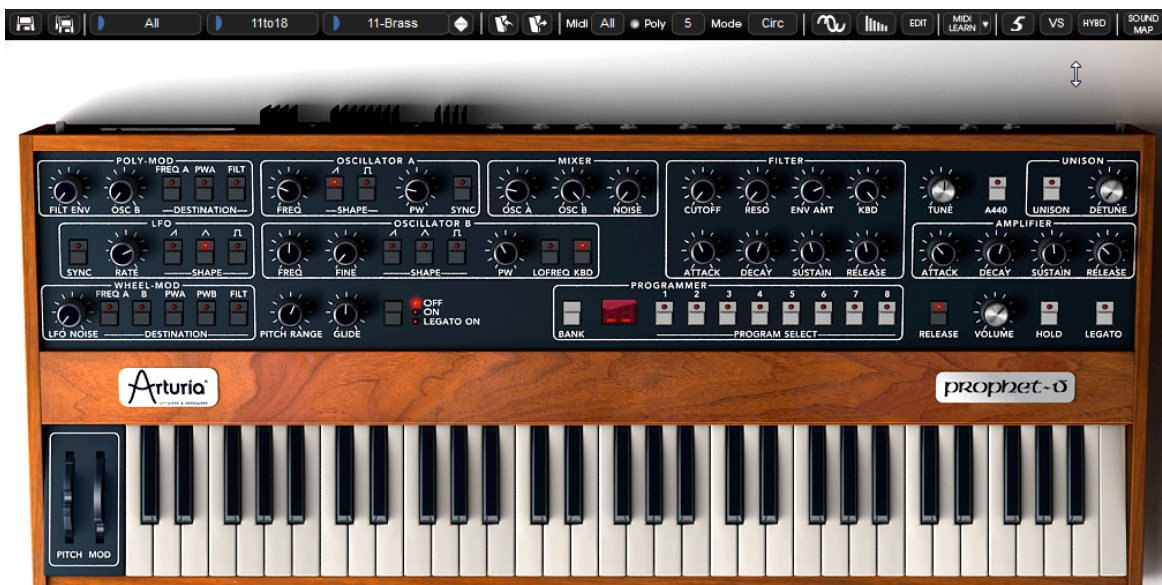 All 11to18 11-Brass Midi All Poly 5 Mode Circ EDIT MIDI LEARN 5 VS HYBD SOUND MAP
POLY-MOD OSCILLATOR A MIXER FILTER UNISON
FREQ A PWA FILT
FILT ENV OSC B DESTINATION FREQ SHAPE PW SYNC OSC A OSC B NOISE CUTOFF RESO ENV AMT KBD TUNE A440 UNISON DETUNE
LFO OSCILLATOR B AMPLIFIER
SYNC RATE SHAPE FREQ FINE SHAPE PW LOFREQ KBD ATTACK DECAY SUSTAIN RELEASE ATTACK DECAY SUSTAIN RELEASE
WHEEL-MOD PROGRAMMER
FREQ A B PWA PWB FILT 1 2 3 4 5 6 7 8
OFF
ON
LEGATO ON
LFO NOISE DESTINATION PITCH RANGE GLIDE BANK PROGRAM SELECT RELEASE VOLUME HOLD LEGATO
Arturia prophet-V
PITCH MOD